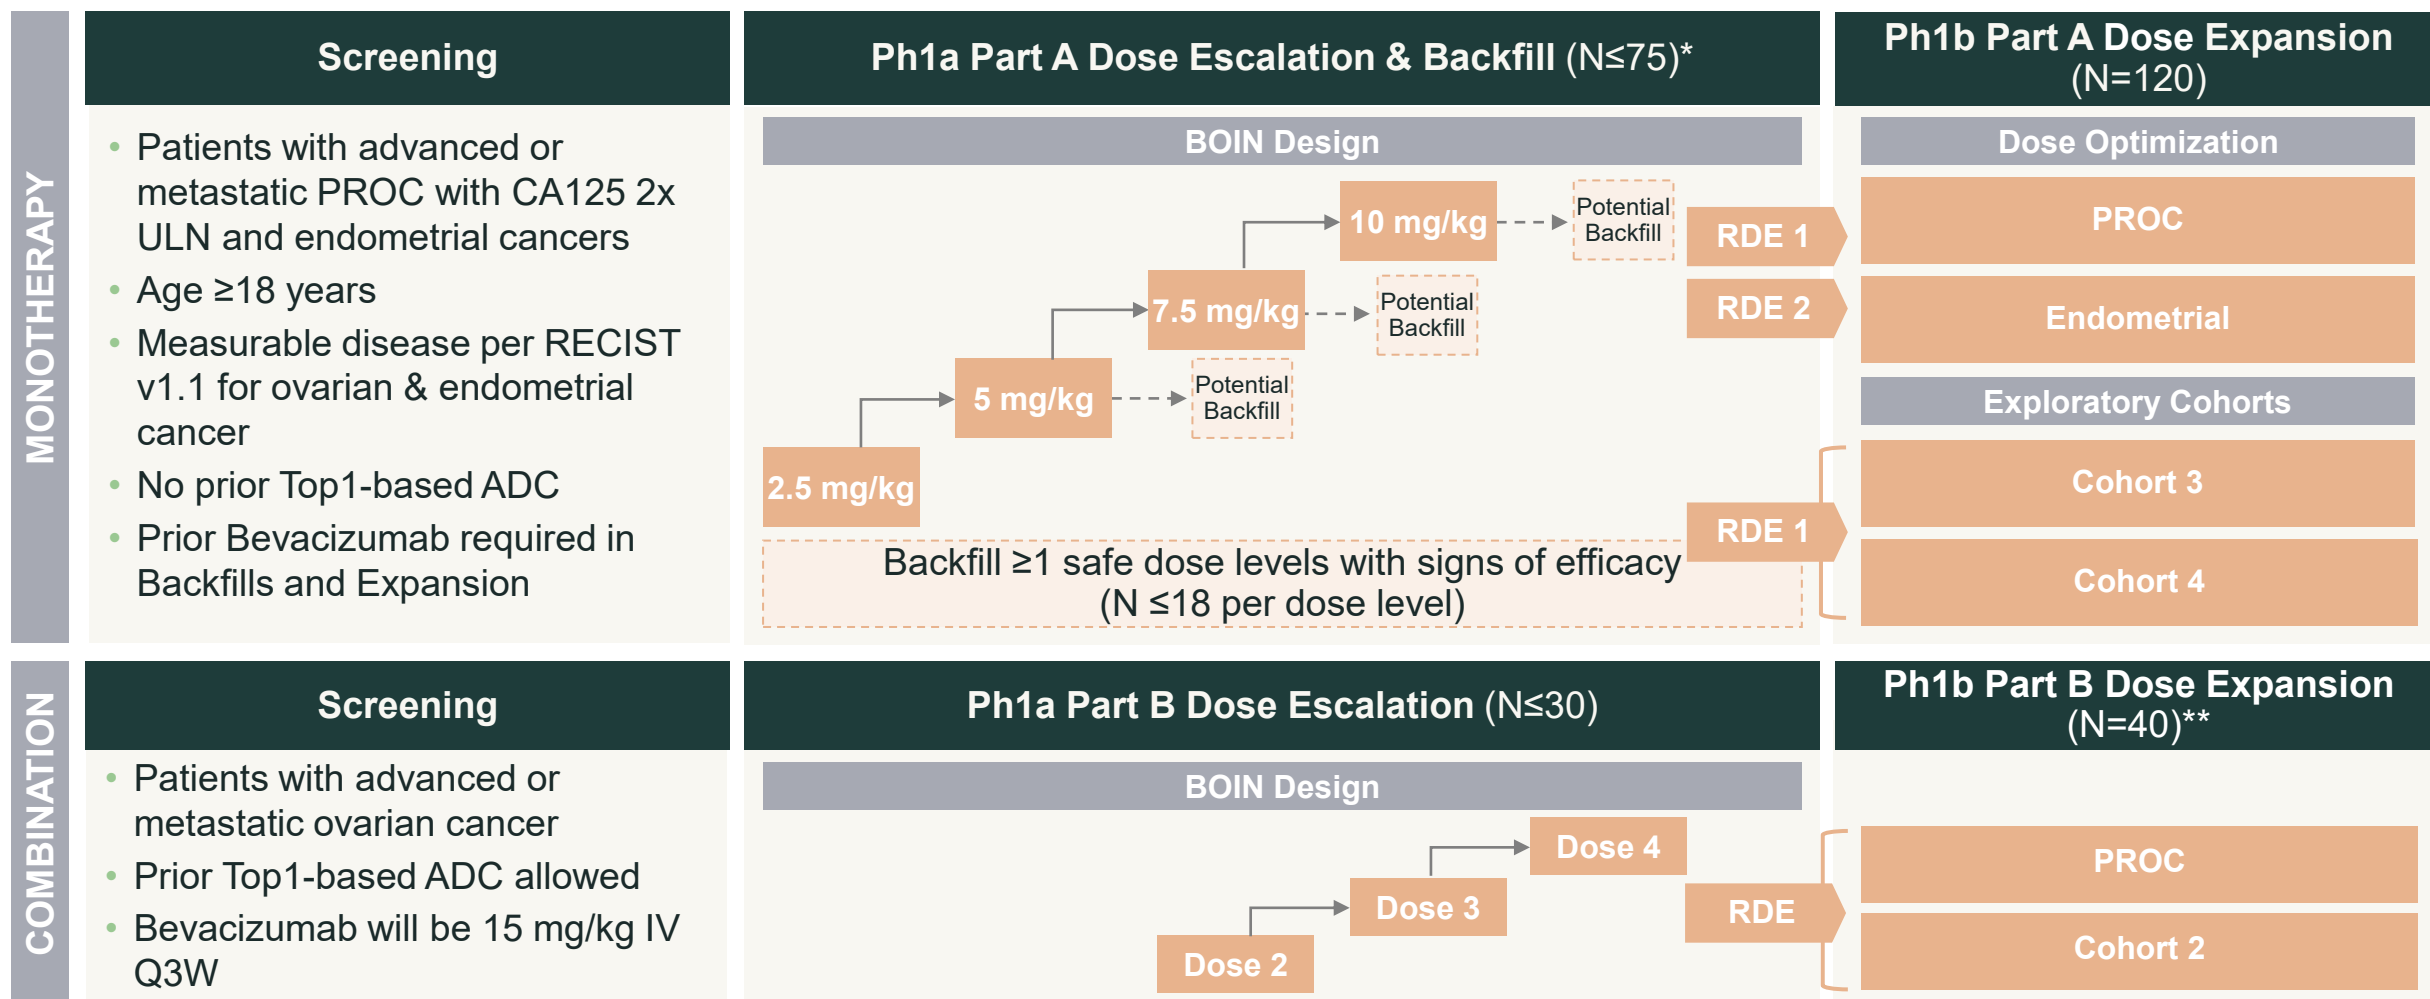 MONOTHERAPY
Screening
• Patients with advanced or
metastatic PROC with CA125 2x
ULN and endometrial cancers
• Age ≥18 years
• Measurable disease per RECIST
v1.1 for ovarian & endometrial
cancer
• No prior Top1-based ADC
• Prior Bevacizumab required in
Backfills and Expansion
Ph1a Part A Dose Escalation & Backfill (N≤75)*
BOIN Design
10 mg/kg
Potential
Backfill
7.5 mg/kg
Potential
Backfill
5 mg/kg
Potential
Backfill
2.5 mg/kg
Backfill ≥1 safe dose levels with signs of efficacy
(N ≤18 per dose level)
RDE 1
RDE 2
RDE 1
Ph1b Part A Dose Expansion
(N=120)
Dose Optimization
PROC
Endometrial
Exploratory Cohorts
Cohort 3
Cohort 4
COMBINATION
Screening
• Patients with advanced or
metastatic ovarian cancer
• Prior Top1-based ADC allowed
• Bevacizumab will be 15 mg/kg IV
Q3W
Ph1a Part B Dose Escalation (N≤30)
BOIN Design
Dose 4
Dose 3
Dose 2
RDE
Ph1b Part B Dose Expansion
(N=40)**
PROC
Cohort 2